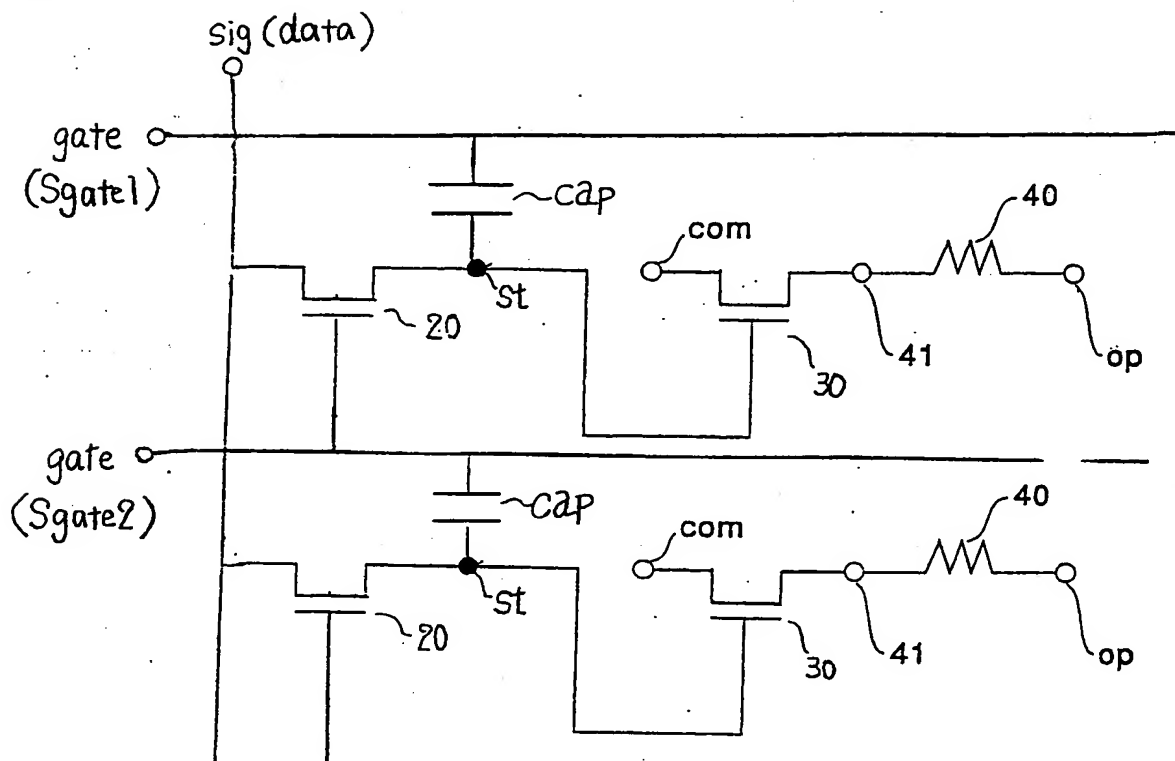 sig (data)
gate
(Sgate1)
cap
com
40
st
20
30
41
op
gate
(Sgate2)
cap
com
40
st
20
30
41
op